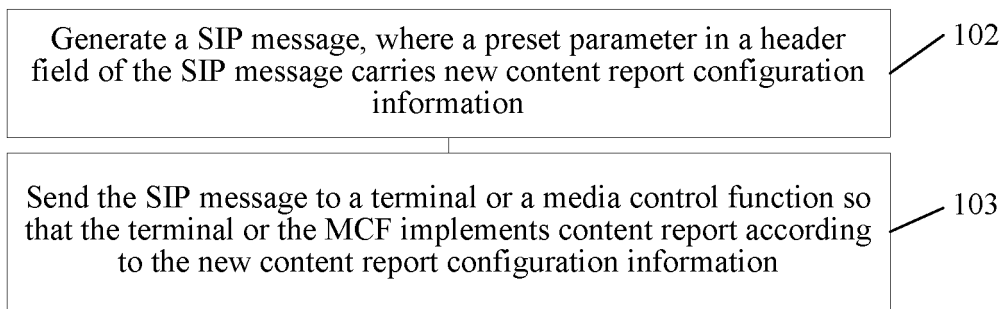 Generate a SIP message, where a preset parameter in a header
field of the SIP message carries new content report configuration
information
102
Send the SIP message to a terminal or a media control function so
that the terminal or the MCF implements content report according
to the new content report configuration information
103